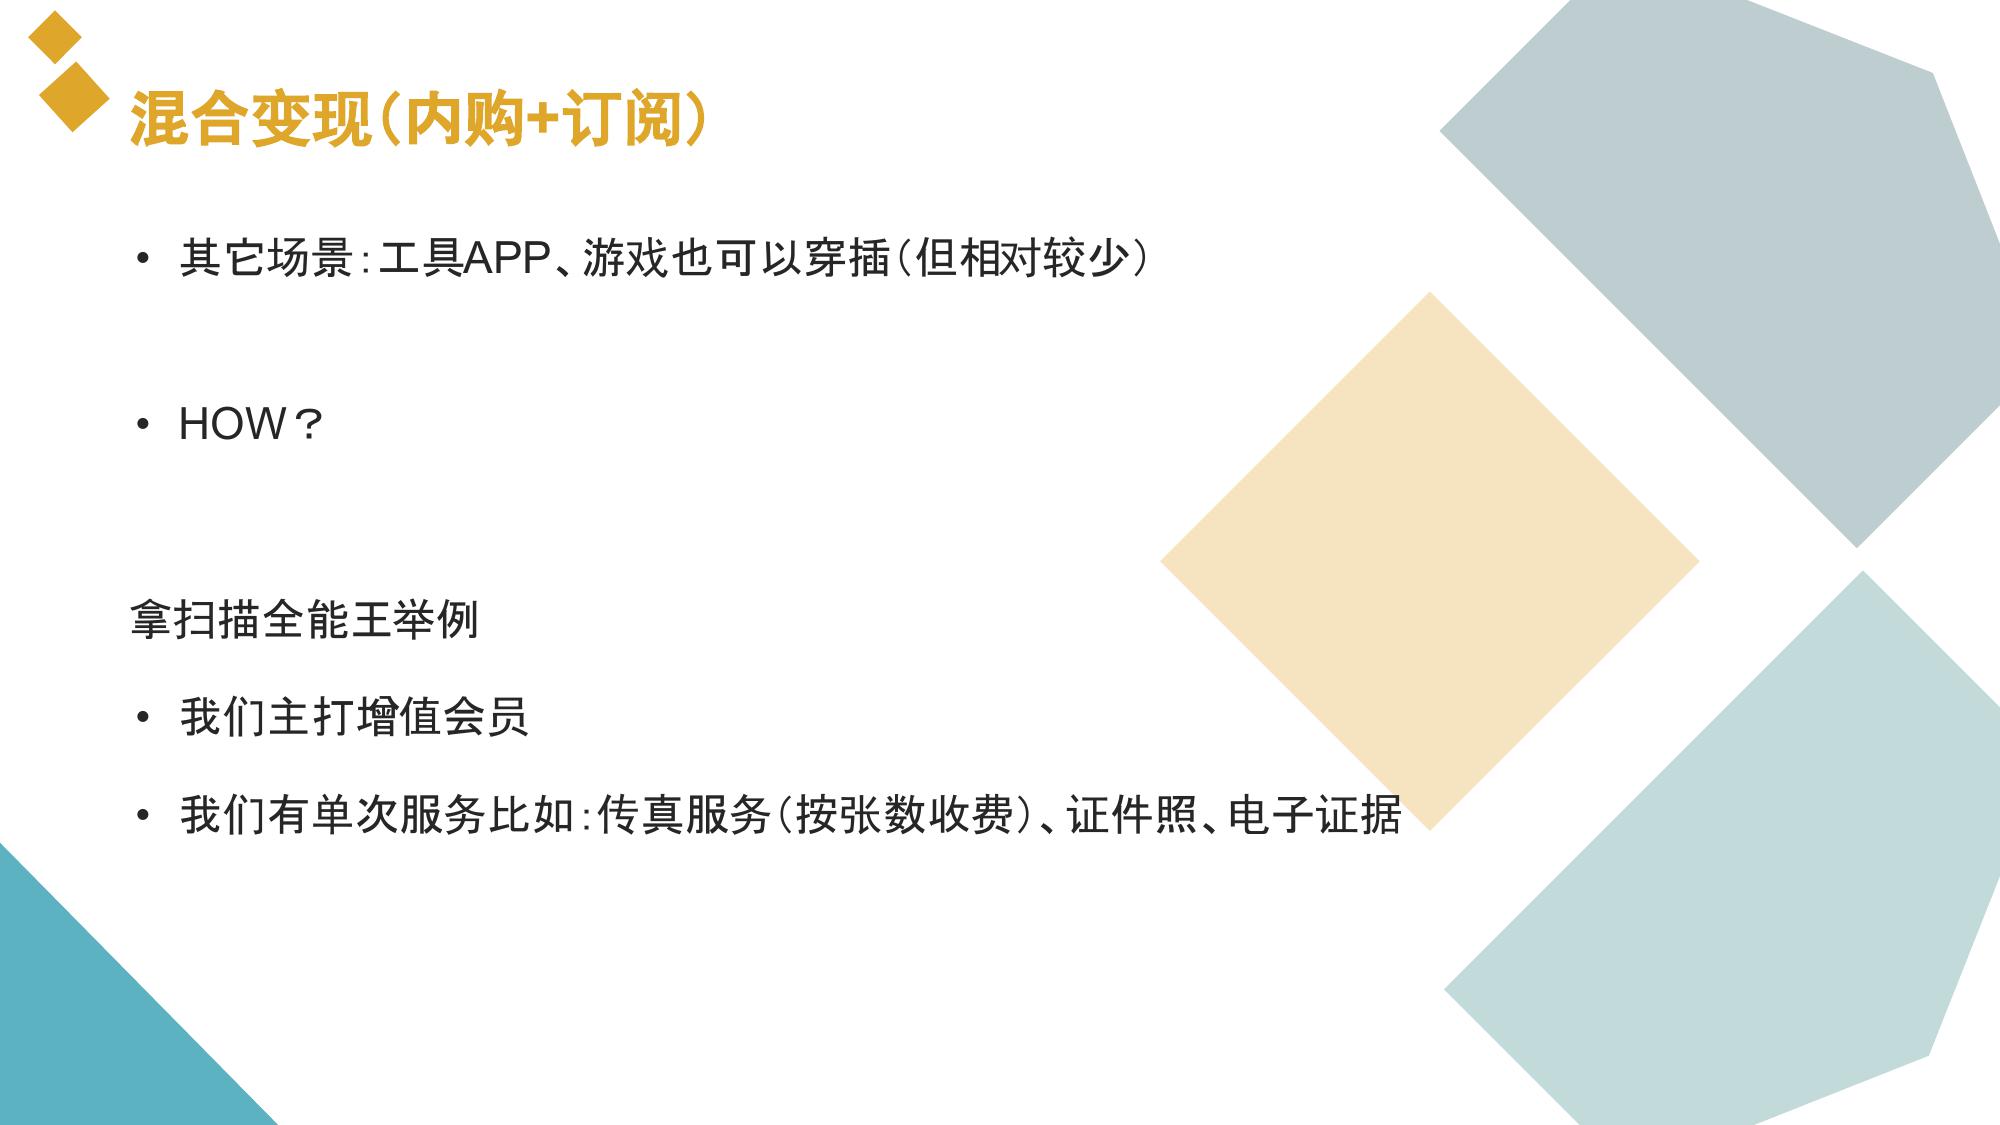 混合变现（内购+订阅）
• 其它场景：工具APP、游戏也可以穿插（但相对较少）
• HOW？
拿扫描全能王举例
• 我们主打增值会员
• 我们有单次服务比如：传真服务（按张数收费）、证件照、电子证据